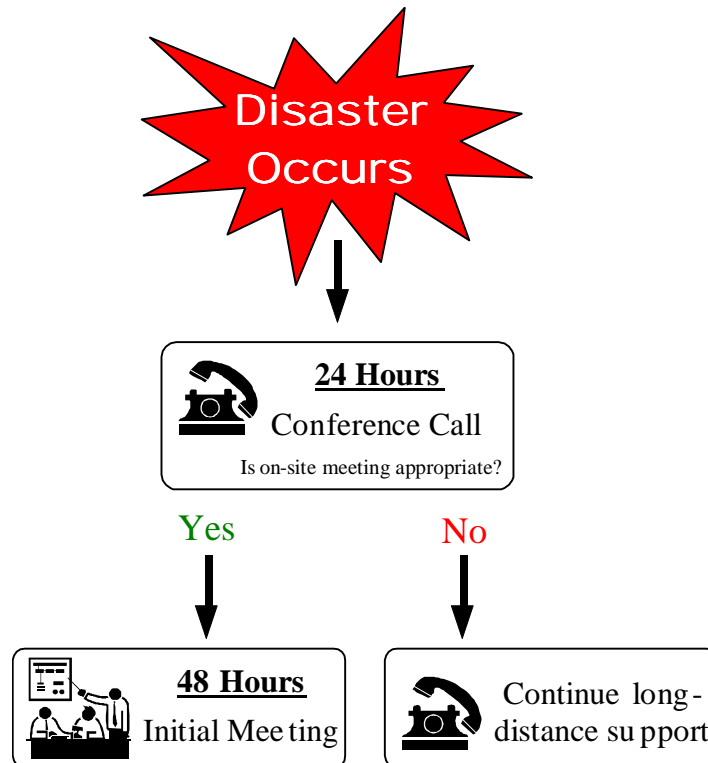 Disaster
Occurs
24 Hours
Conference Call
Is on-site meeting appropriate?
Yes
No
48 Hours
Initial Meeting
Continue long-
distance support